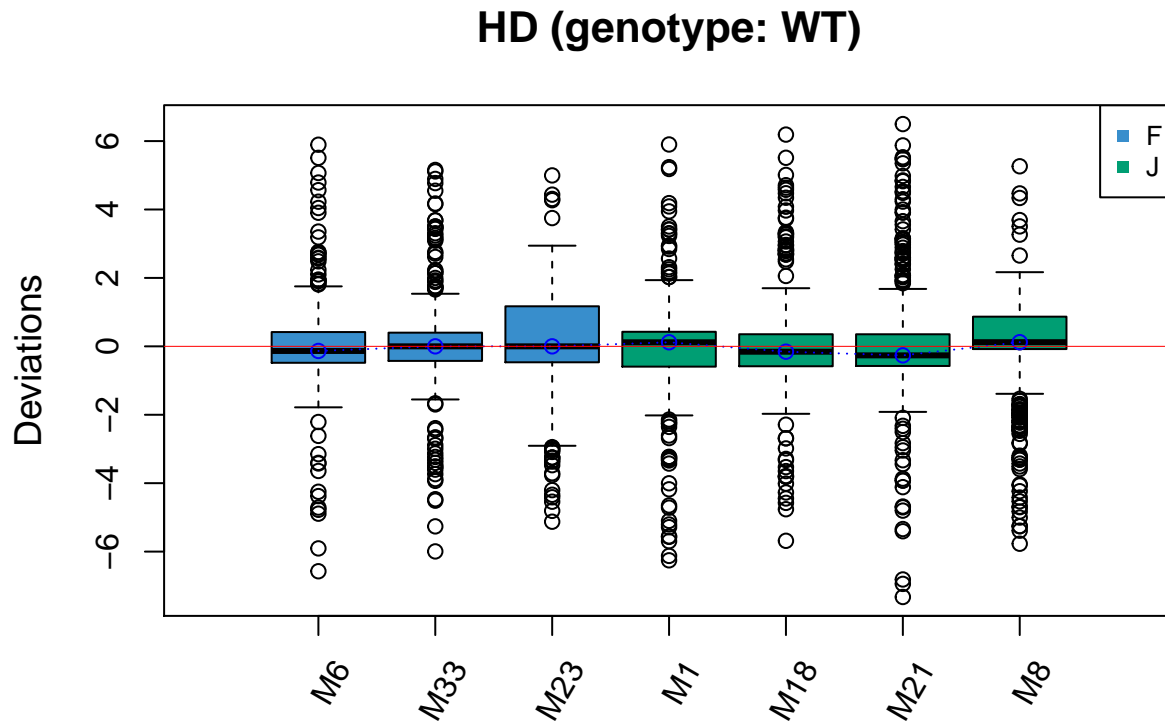 HD (genotype: WT)
F
J
Deviations
6
4
2
0
−2
−4
−6
M6
M33
M23
M1
M18
M21
M8